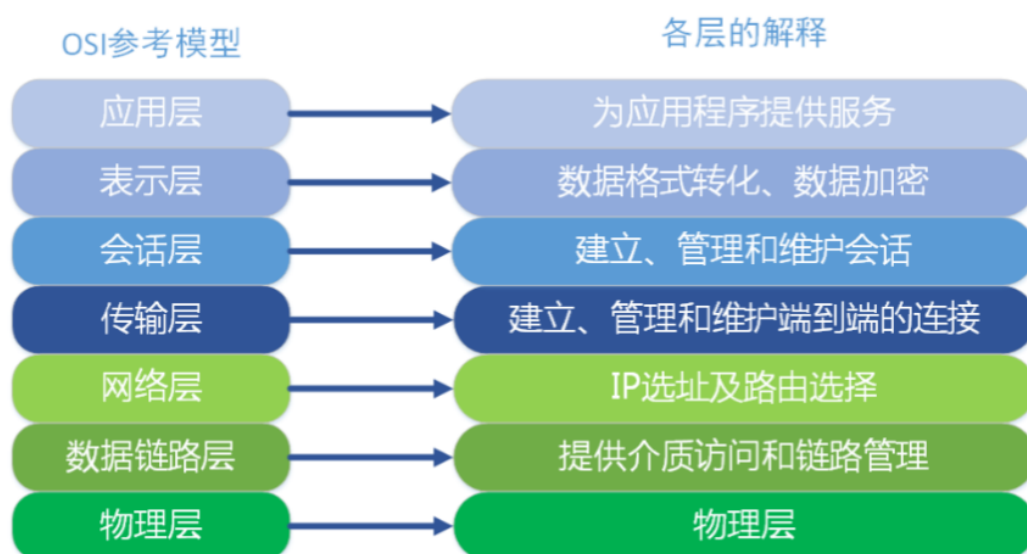 OSI参考模型
各层的解释
应用层
为应用程序提供服务
表示层
数据格式转化、数据加密
会话层
建立、管理和维护会话
传输层
建立、管理和维护端到端的连接
网络层
IP选址及路由选择
数据链路层
提供介质访问和链路管理
物理层
物理层